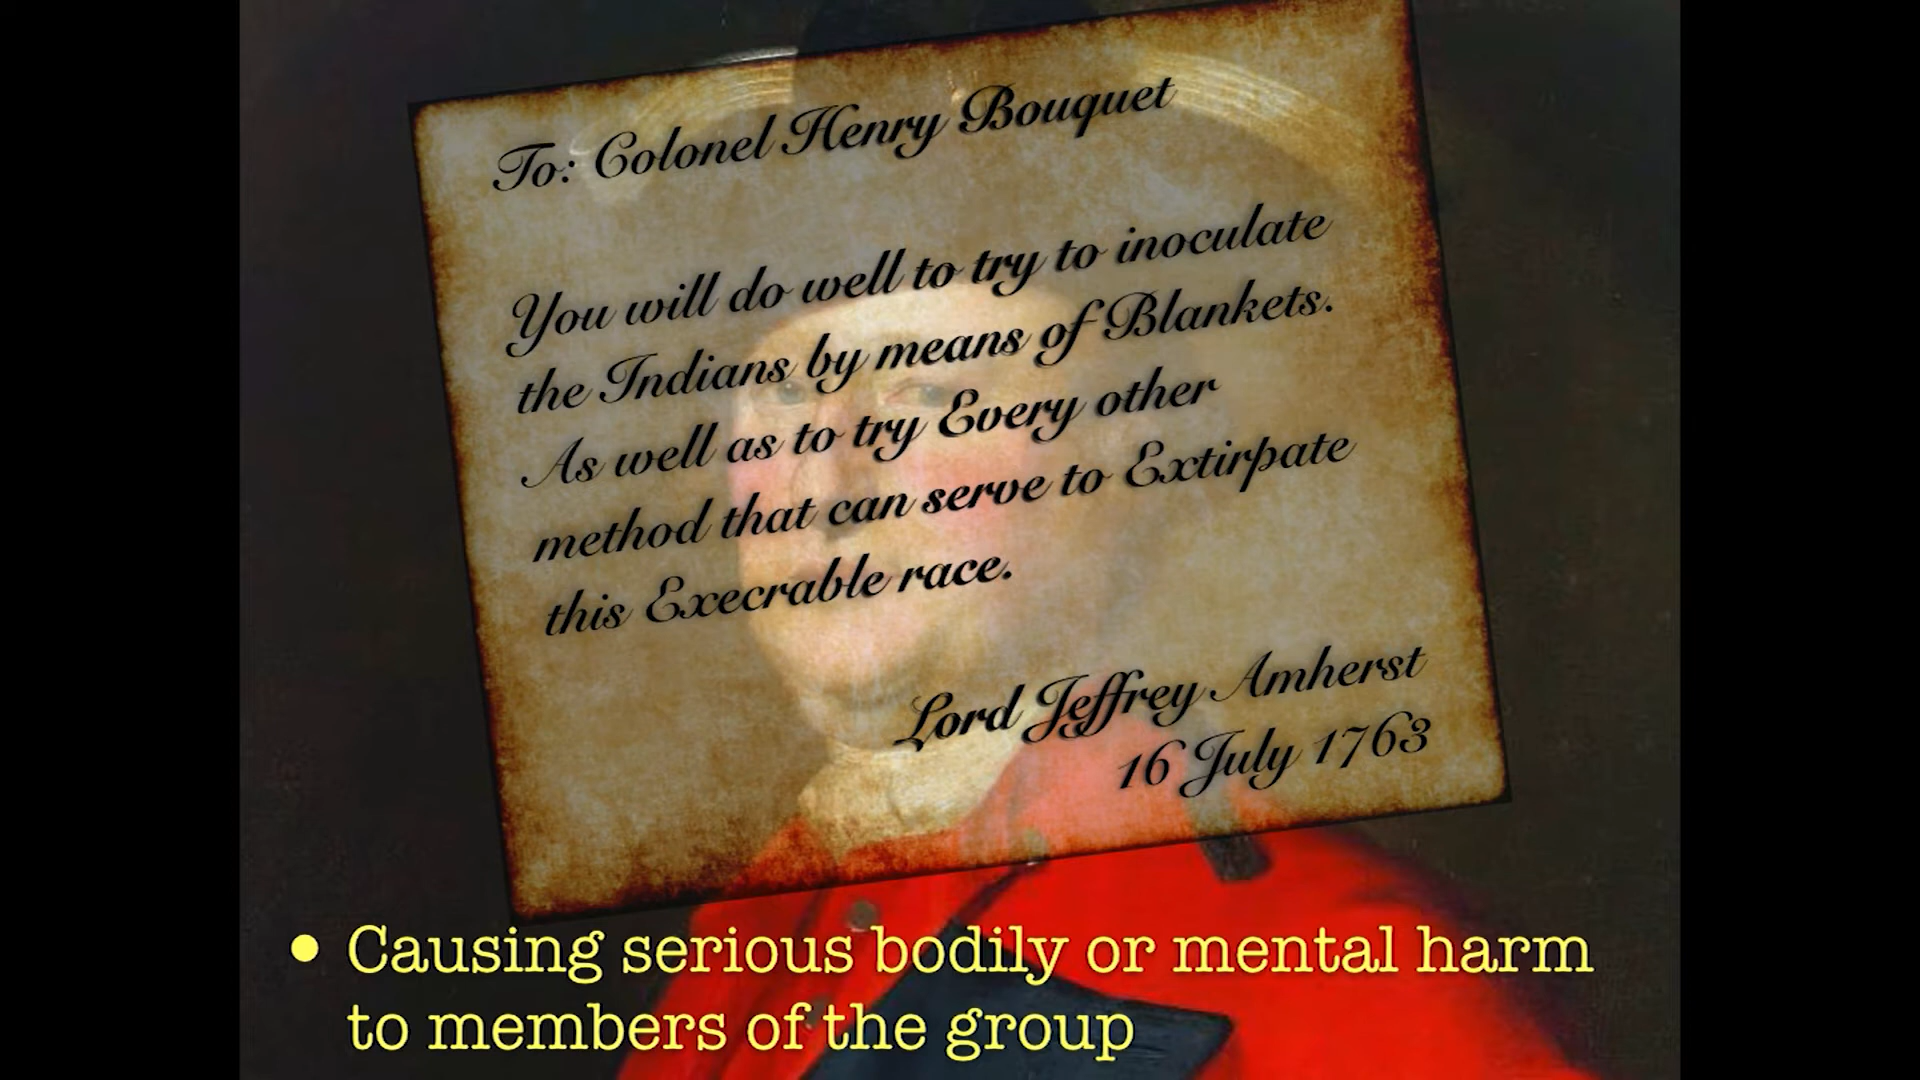 To: Colonel Henry Bouquet
You will do well to try to inoculate
the Indians by means of Blankets.
As well as to try Every other
method that can serve to Extirpate
this Execrable race.
Lord Jeffrey Amherst
16 July 1763
• Causing serious bodily or mental harm
to members of the group